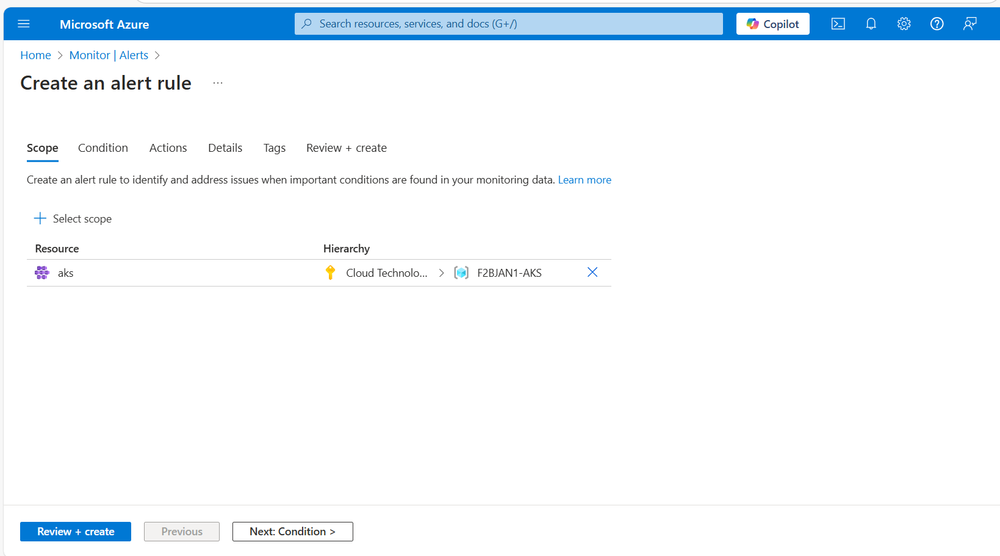 Microsoft Azure
Search resources, services, and docs (G+/)
Copilot
Home > Monitor | Alerts >
Create an alert rule ...
Scope Condition Actions Details Tags Review + create
Create an alert rule to identify and address issues when important conditions are found in your monitoring data. Learn more
+ Select scope
Resource Hierarchy
aks Cloud Technolo... > F2BJAN1-AKS
Review + create Previous Next: Condition >